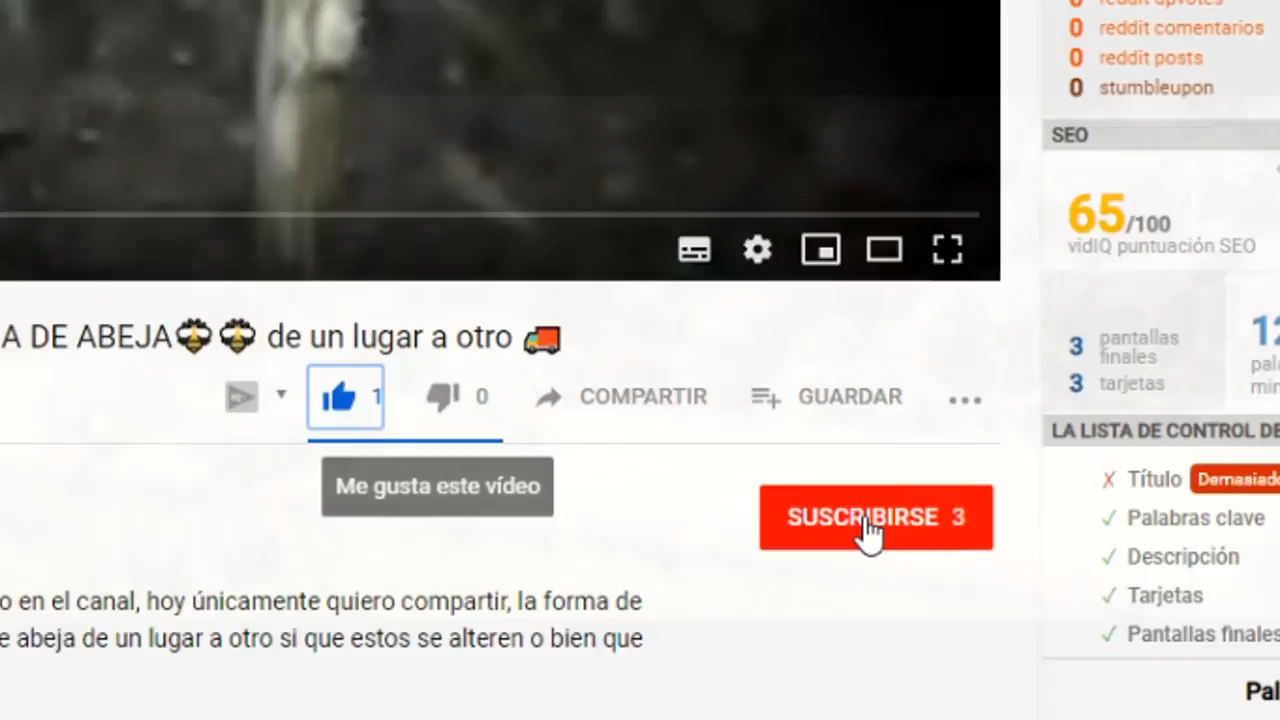 reddit upvotes
0 reddit comentarios
0 reddit posts
0 stumbleupon
SEO
65/100
vidIQ puntuación SEO
3 pantallas finales
3 tarjetas
A DE ABEJA🐝🐝 de un lugar a otro 🚚
1 0 COMPARTIR GUARDAR
Me gusta este vídeo
SUSCRIBIRSE 3
o en el canal, hoy únicamente quiero compartir, la forma de
e abeja de un lugar a otro si que estos se alteren o bien que
LA LISTA DE CONTROL DE
✗ Título
✓ Palabras clave
✓ Descripción
✓ Tarjetas
✓ Pantallas finales